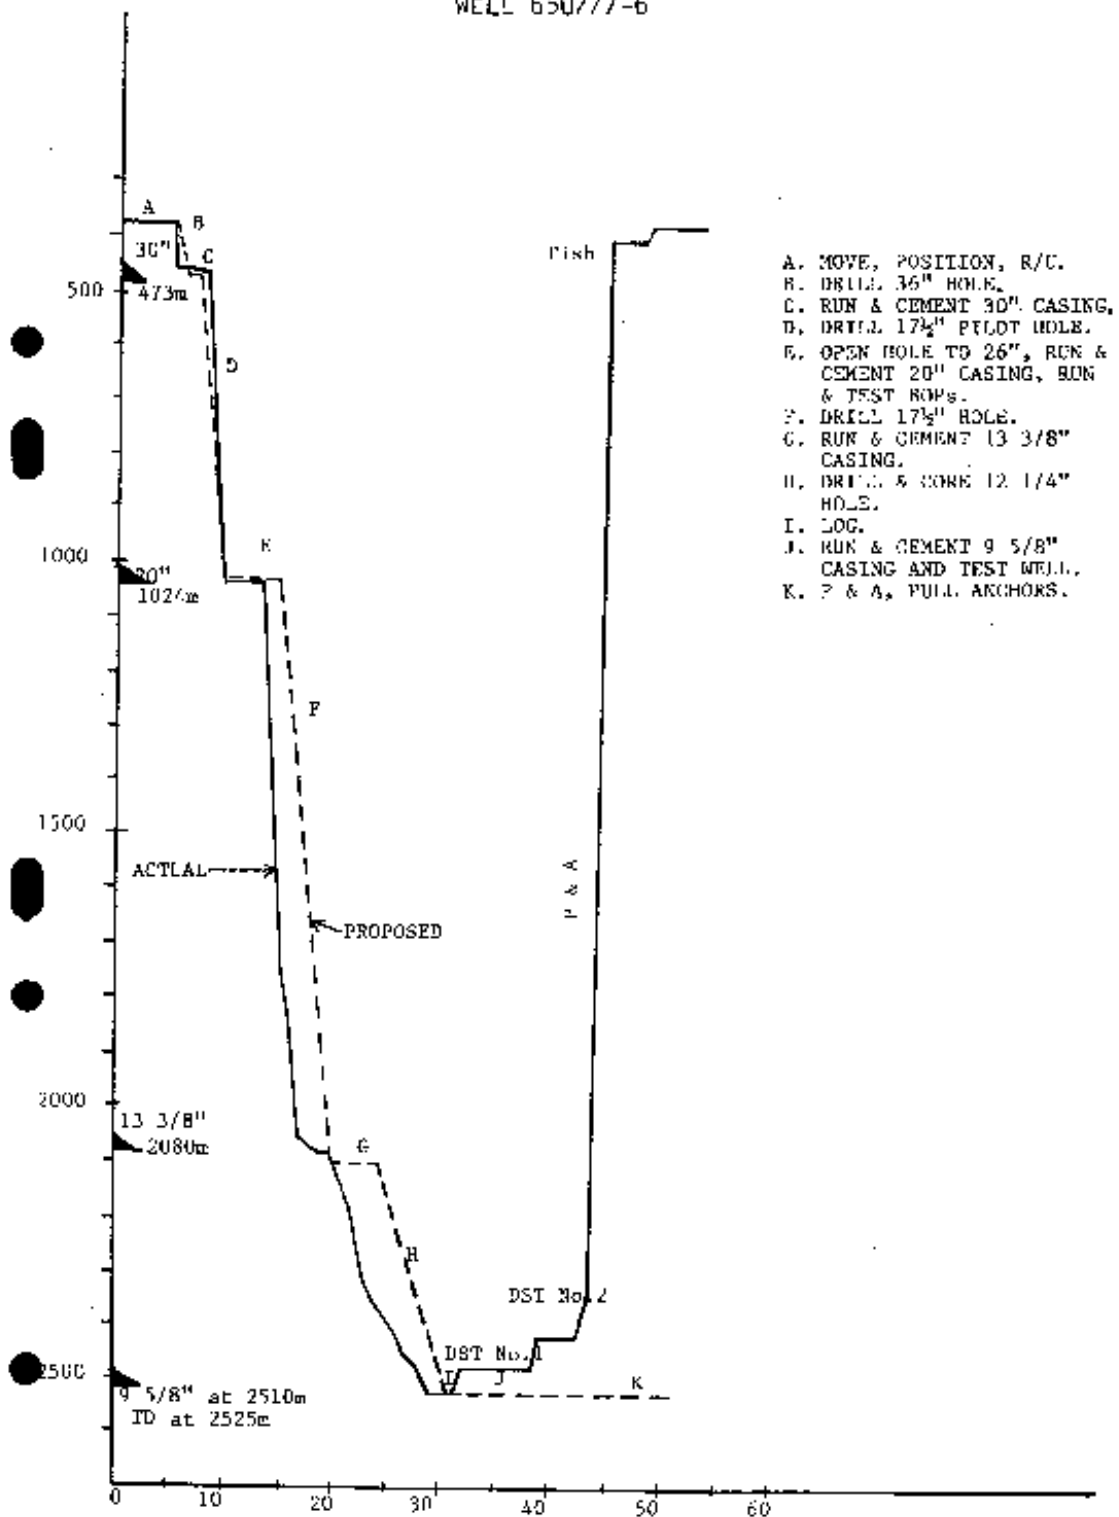 WELL 6507/7-6
A
B
30"
C
473m
500
D
Fish
A. MOVE, POSITION, R/U.
B. DRILL 36" HOLE.
C. RUN & CEMENT 30" CASING.
D. DRILL 17½" PILOT HOLE.
E. OPEN HOLE TO 26", RUN &
CEMENT 20" CASING, RUN
& TEST BOPs.
F. DRILL 17½" HOLE.
G. RUN & CEMENT 13 3/8"
CASING.
H. DRILL & CORE 12 1/4"
HOLE.
I. LOG.
J. RUN & CEMENT 9 5/8"
CASING AND TEST WELL.
K. P & A, PULL ANCHORS.
E
1000
20"
1024m
F
1500
ACTUAL
PROPOSED
P & A
2000
13 3/8"
2080m
G
H
DST No. 2
DST No. 1
2500
I
J
K
9 5/8" at 2510m
TD at 2525m
0 10 20 30 40 50 60